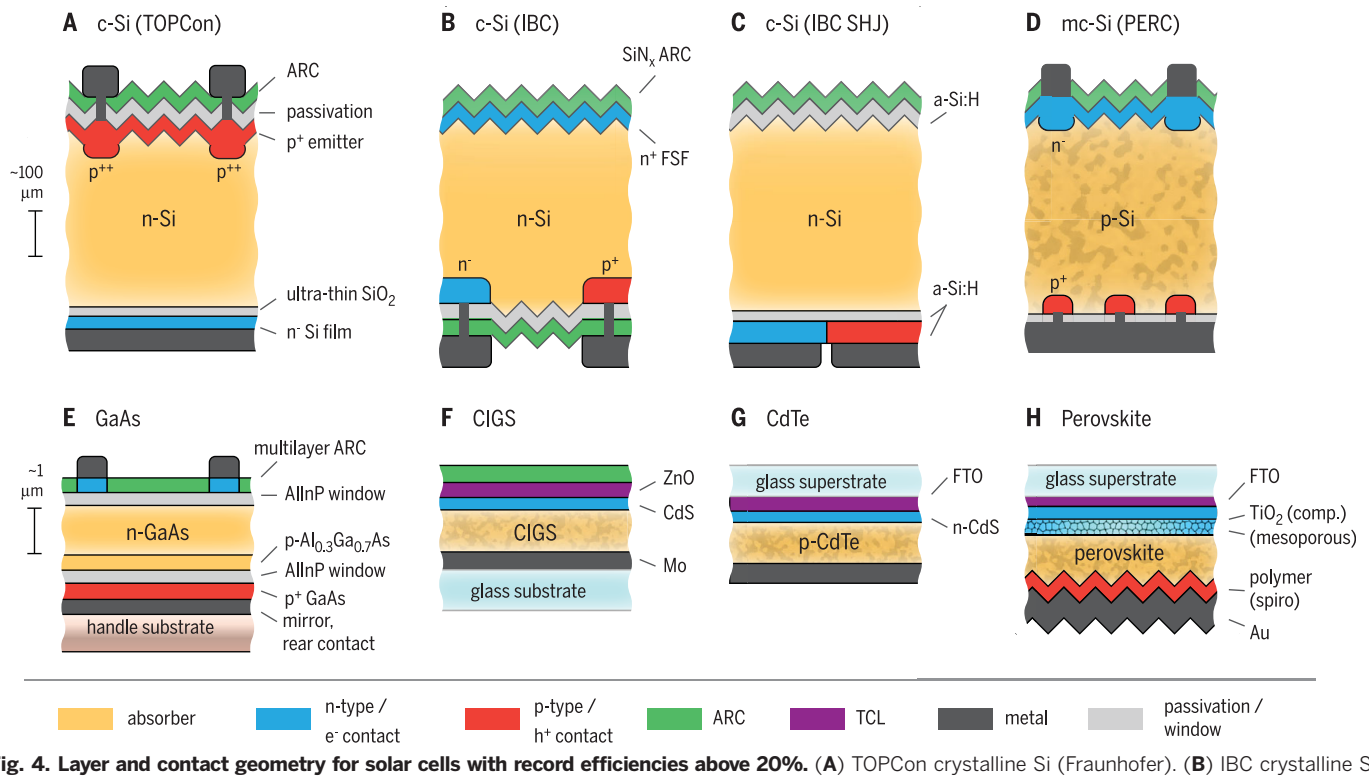 A c-Si (TOPCon)
ARC
passivation
p⁺ emitter
p⁺⁺
p⁺⁺
~100
μm
n-Si
ultra-thin SiO₂
n⁻ Si film
B c-Si (IBC)
SiNₓ ARC
n⁺ FSF
n-Si
n⁻
p⁺
C c-Si (IBC SHJ)
a-Si:H
n-Si
a-Si:H
D mc-Si (PERC)
n⁻
p-Si
p⁺
E GaAs
multilayer ARC
~1
μm
AlInP window
n-GaAs
p-Al₀.₃Ga₀.₇As
AlInP window
p⁺ GaAs
mirror,
rear contact
handle substrate
F CIGS
ZnO
CdS
CIGS
Mo
glass substrate
G CdTe
glass superstrate
FTO
n-CdS
p-CdTe
H Perovskite
glass superstrate
FTO
TiO₂ (comp.)
(mesoporous)
perovskite
polymer
(spiro)
Au
absorber
n-type /
e⁻ contact
p-type /
h⁺ contact
ARC
TCL
metal
passivation /
window
ig. 4. Layer and contact geometry for solar cells with record efficiencies above 20%. (A) TOPCon crystalline Si (Fraunhofer). (B) IBC crystalline S